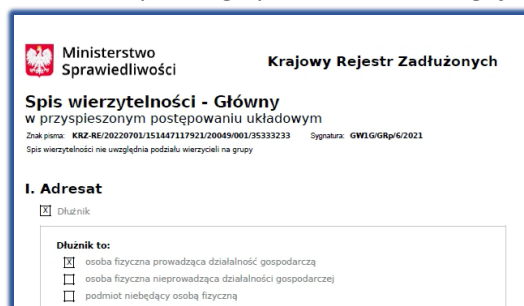 Ministerstwo
Sprawiedliwości
Krajowy Rejestr Zadłużonych
Spis wierzytelności - Główny
w przyspieszonym postępowaniu układowym
Znak pisma: KRZ-RE/20220701/151447117921/20049/001/35333233 Sygnatura: GW1G/GRp/6/2021
Spis wierzytelności nie uwzględnia podziału wierzycieli na grupy
I. Adresat
X Dłużnik
Dłużnik to:
X osoba fizyczna prowadząca działalność gospodarczą
osoba fizyczna nieprowadząca działalności gospodarczej
podmiot niebędący osobą fizyczną